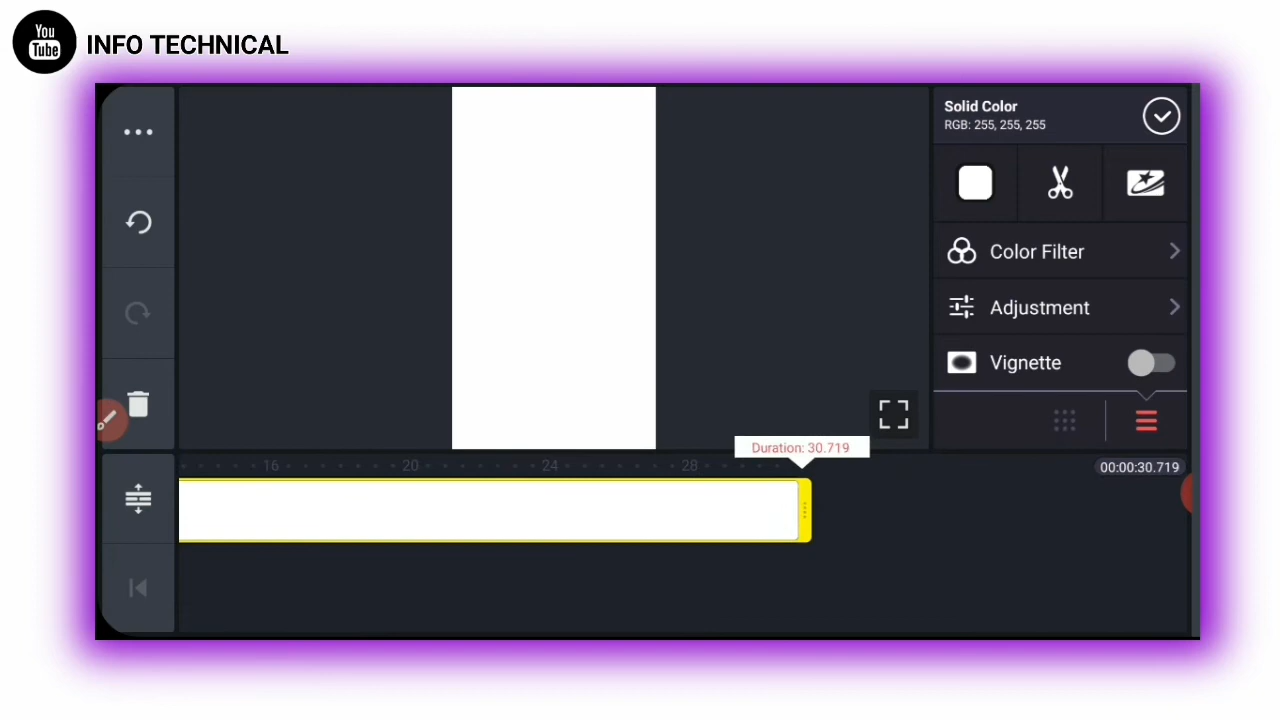 You
Tube
INFO TECHNICAL
Solid Color
RGB: 255, 255, 255
Color Filter
Adjustment
Vignette
Duration: 30.719
16
20
24
28
00:00:30.719